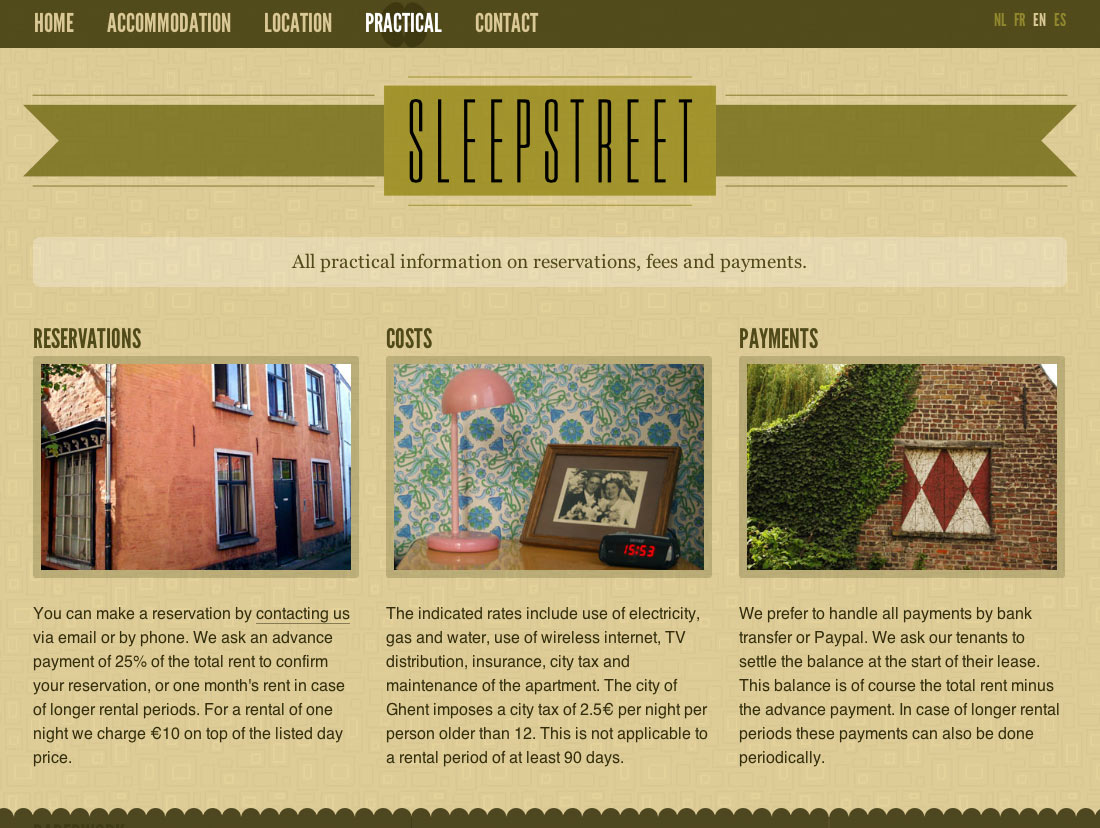 HOME ACCOMMODATION LOCATION PRACTICAL CONTACT NL FR EN ES
SLEEPSTREET
All practical information on reservations, fees and payments.
RESERVATIONS
You can make a reservation by contacting us
via email or by phone. We ask an advance
payment of 25% of the total rent to confirm
your reservation, or one month's rent in case
of longer rental periods. For a rental of one
night we charge €10 on top of the listed day
price.
COSTS
15:53
The indicated rates include use of electricity,
gas and water, use of wireless internet, TV
distribution, insurance, city tax and
maintenance of the apartment. The city of
Ghent imposes a city tax of 2.5€ per night per
person older than 12. This is not applicable to
a rental period of at least 90 days.
PAYMENTS
We prefer to handle all payments by bank
transfer or Paypal. We ask our tenants to
settle the balance at the start of their lease.
This balance is of course the total rent minus
the advance payment. In case of longer rental
periods these payments can also be done
periodically.